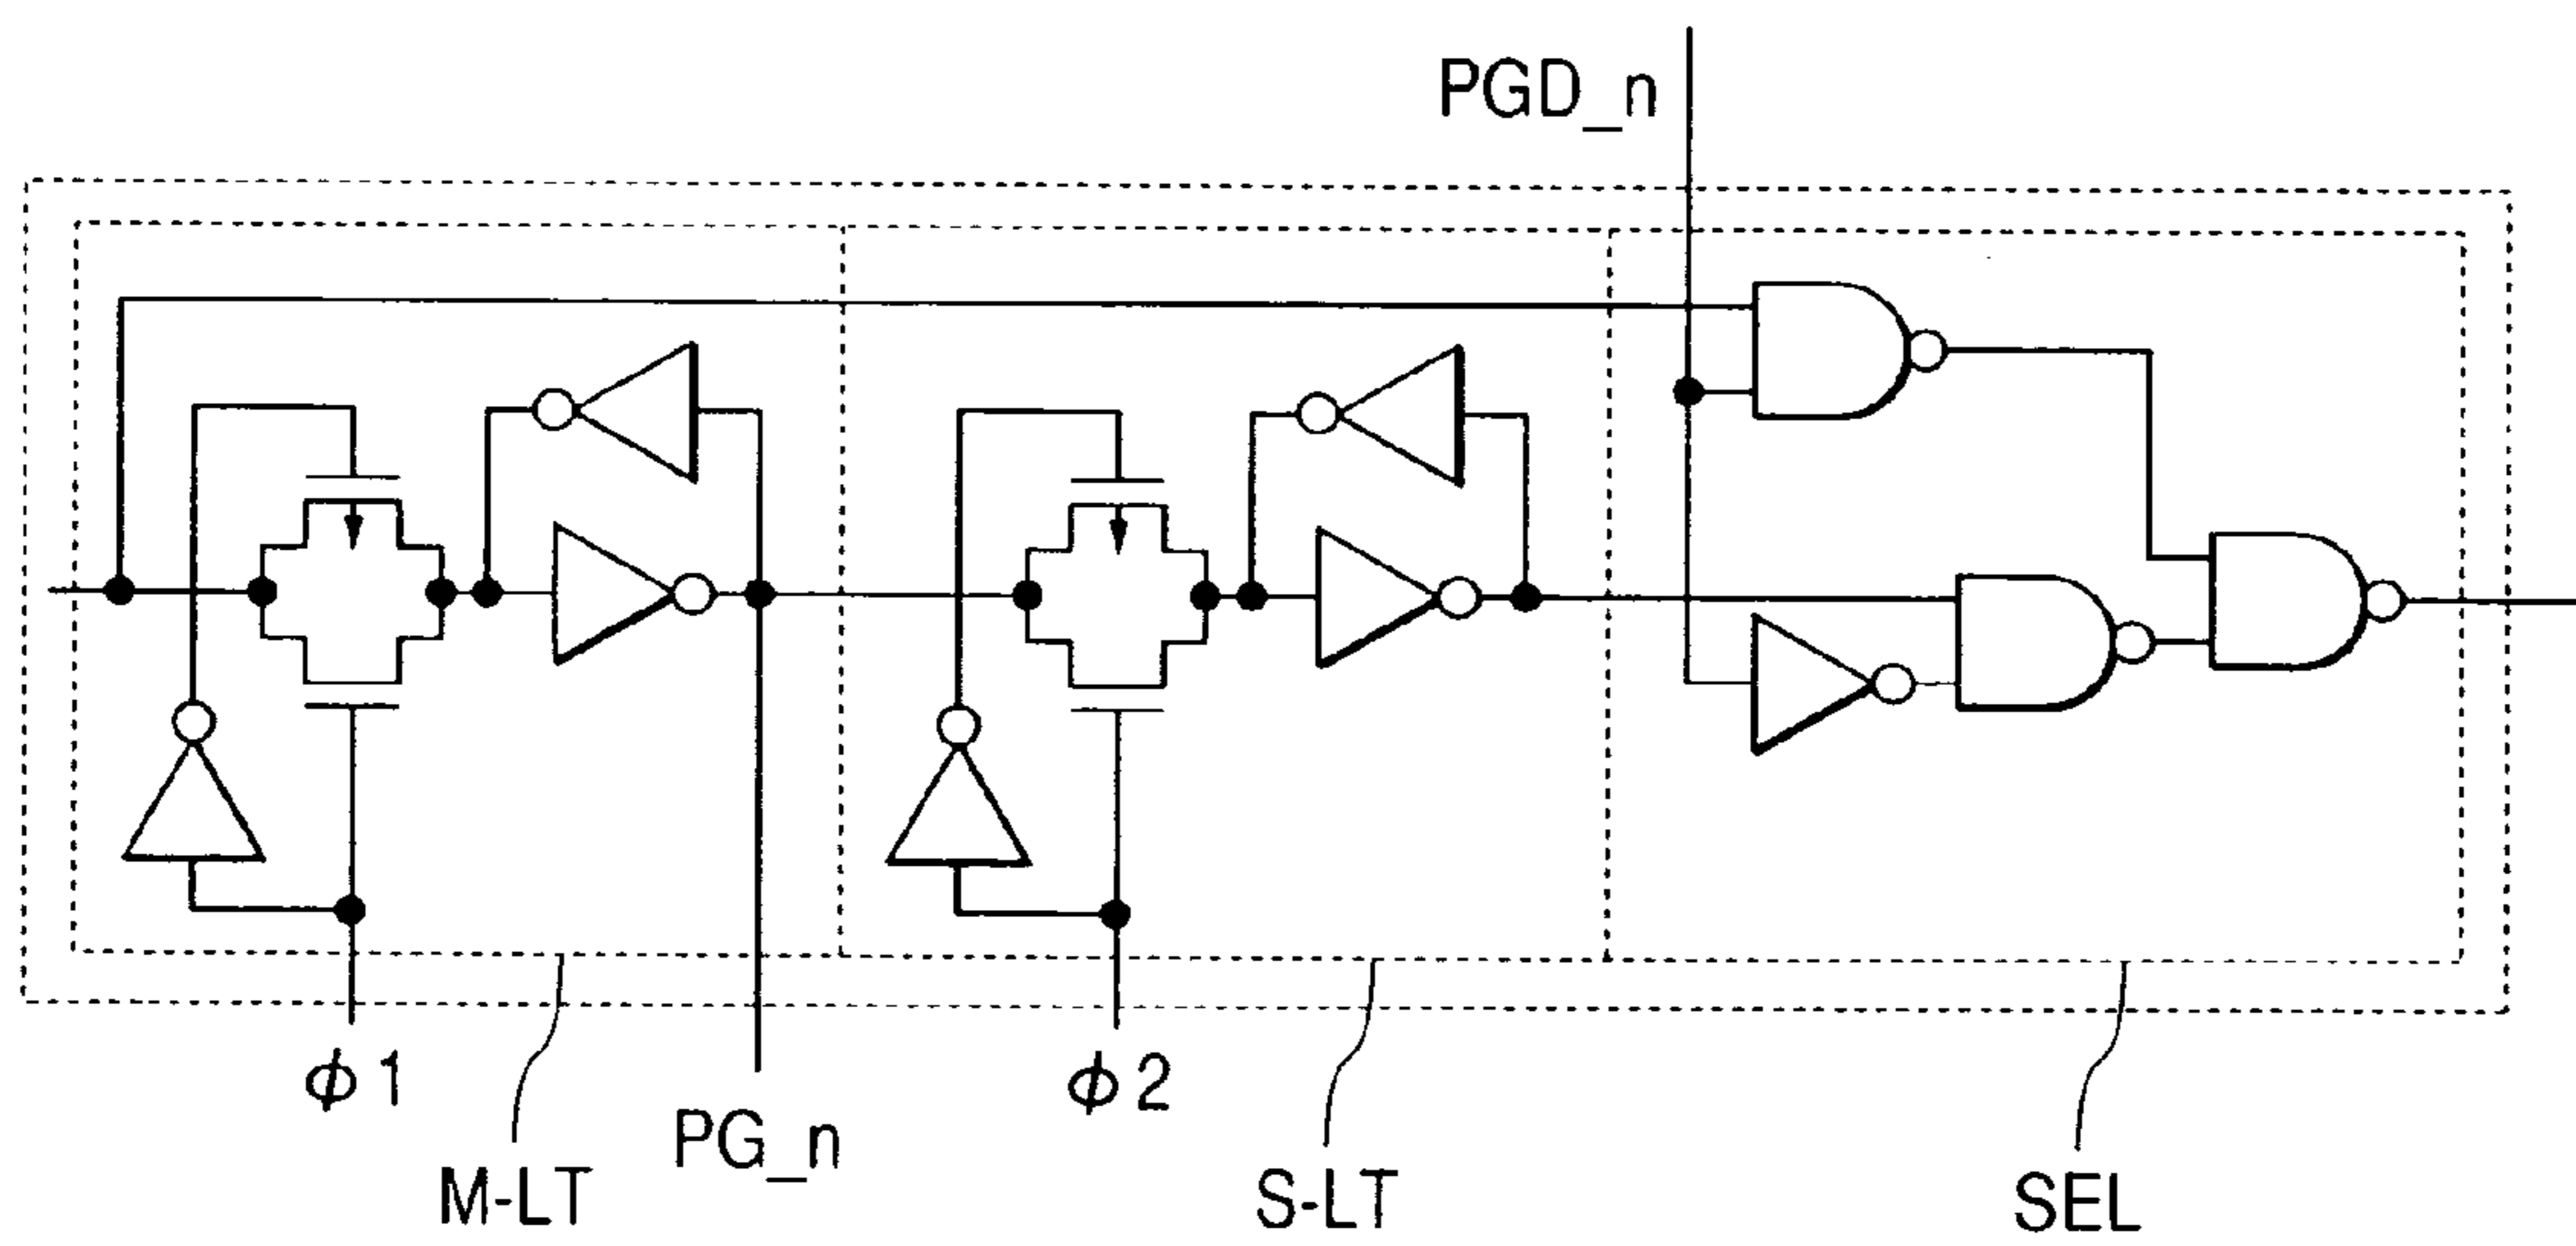 PGD_n
ϕ1
PG_n
ϕ2
M-LT
S-LT
SEL